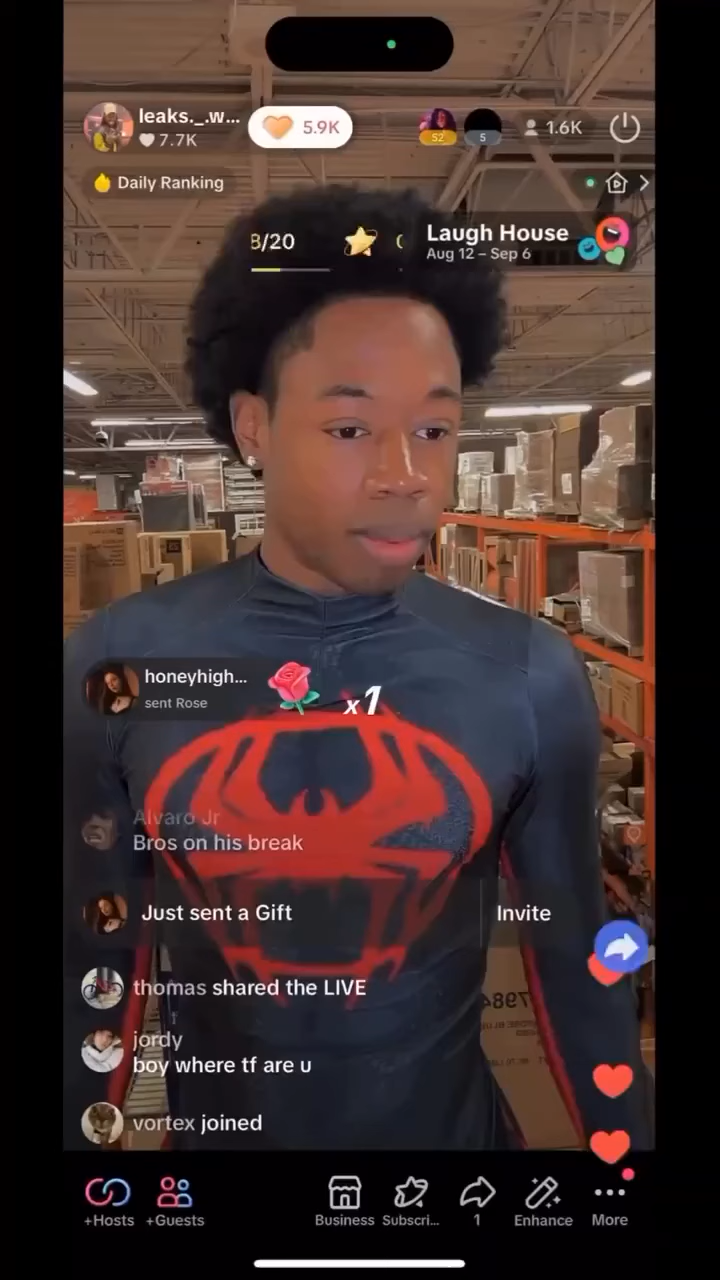 leaks._.w...
7.7K
5.9K
52
5
1.6K
Daily Ranking
8/20
Laugh House
Aug 12 – Sep 6
honeyhigh...
sent Rose
x1
Alvaro Jr
Bros on his break
Just sent a Gift
Invite
thomas shared the LIVE
jordy
boy where tf are u
vortex joined
+Hosts
+Guests
Business
Subscri...
1
Enhance
More